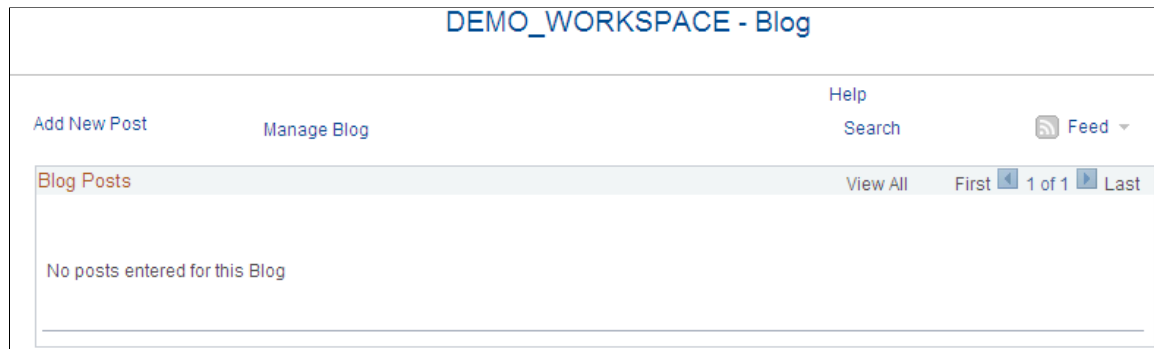 DEMO_WORKSPACE - Blog
Help
Add New Post Manage Blog Search Feed
Blog Posts View All First 1 of 1 Last
No posts entered for this Blog